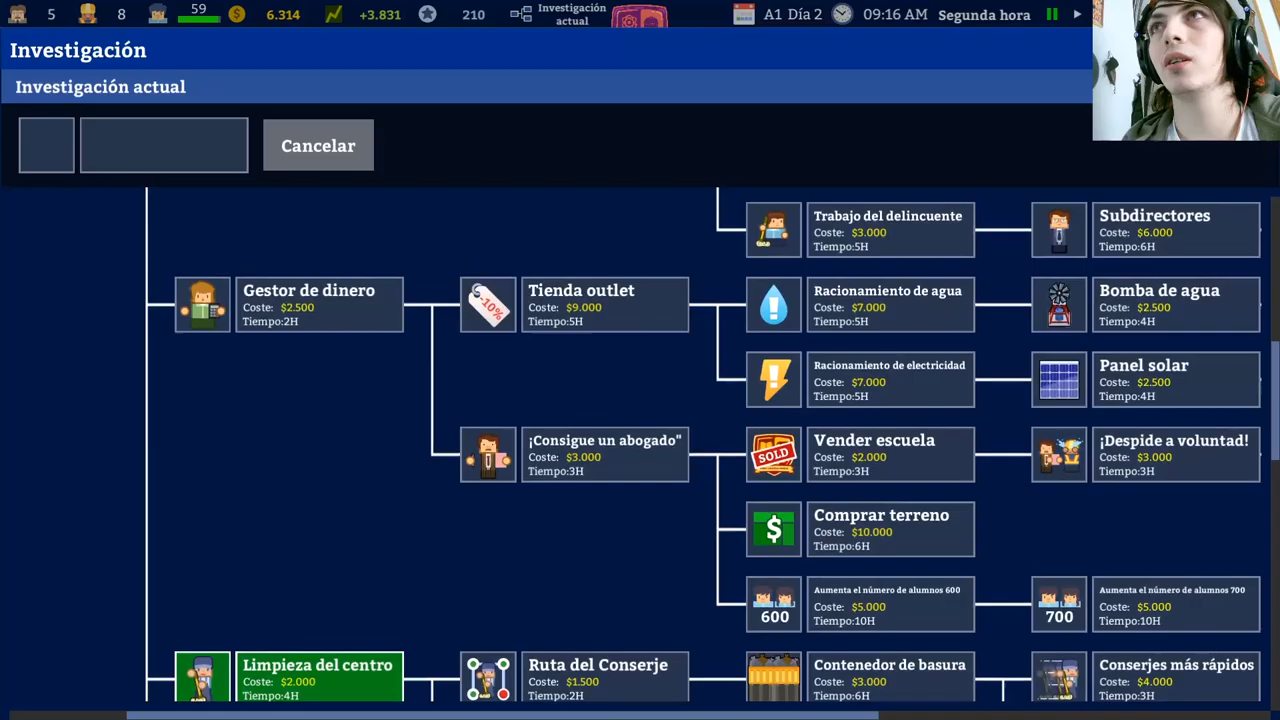 5 8 59 6.314 +3.831 210 Investigación actual A1 Día 2 09:16 AM Segunda hora
Investigación
Investigación actual
Cancelar
Trabajo del delincuente
Coste: $3.000
Tiempo:5H
Subdirectores
Coste: $6.000
Tiempo:6H
Gestor de dinero
Coste: $2.500
Tiempo:2H
-10%
Tienda outlet
Coste: $9.000
Tiempo:5H
Racionamiento de agua
Coste: $7.000
Tiempo:5H
Bomba de agua
Coste: $2.500
Tiempo:4H
Racionamiento de electricidad
Coste: $7.000
Tiempo:5H
Panel solar
Coste: $2.500
Tiempo:4H
¡Consigue un abogado"
Coste: $3.000
Tiempo:3H
SOLD
Vender escuela
Coste: $2.000
Tiempo:3H
¡Despide a voluntad!
Coste: $3.000
Tiempo:3H
$
Comprar terreno
Coste: $10.000
Tiempo:6H
600
Aumenta el número de alumnos 600
Coste: $5.000
Tiempo:10H
700
Aumenta el número de alumnos 700
Coste: $5.000
Tiempo:10H
Limpieza del centro
Coste: $2.000
Tiempo:4H
Ruta del Conserje
Coste: $1.500
Tiempo:2H
Contenedor de basura
Coste: $3.000
Tiempo:6H
Conserjes más rápidos
Coste: $4.000
Tiempo:3H